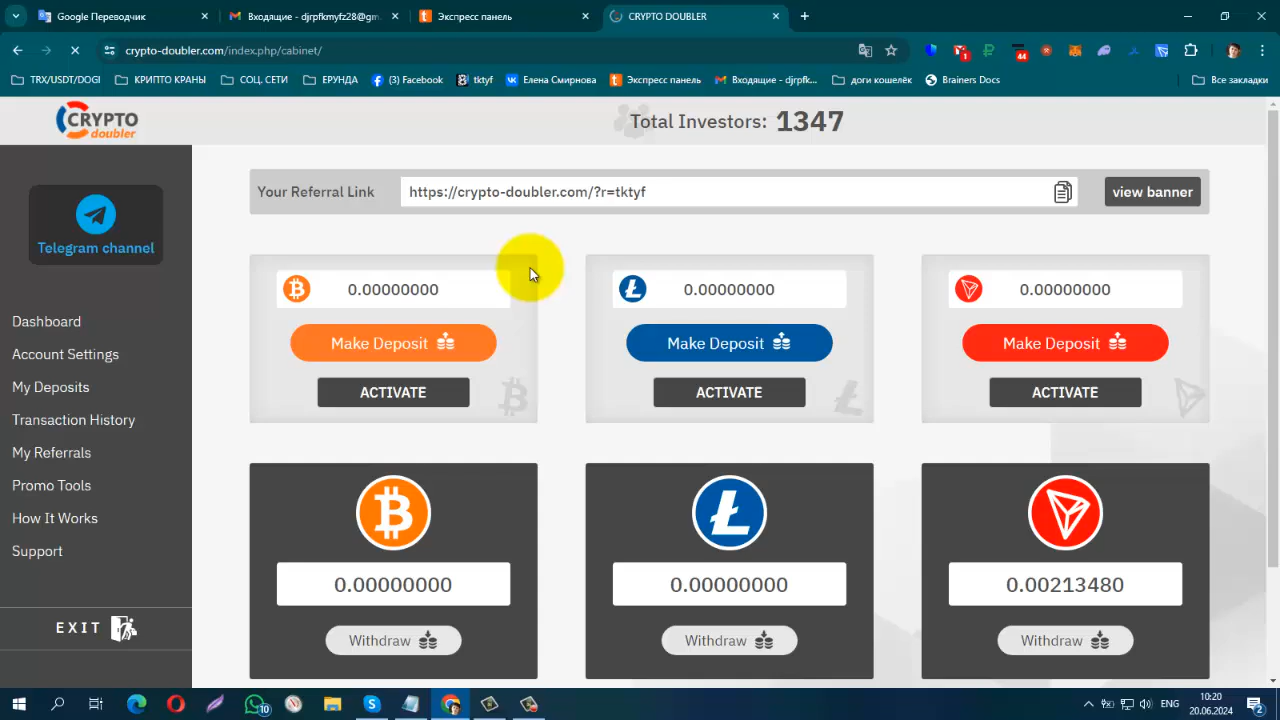 Google Переводчик
Входящие - djrpfkmyfz28@gm
Экспресс панель
CRYPTO DOUBLER
crypto-doubler.com/index.php/cabinet/
1
44
TRX/USDT/DOGI
КРИПТО КРАНЫ
СОЦ. СЕТИ
ЕРУНДА
(3) Facebook
tktyf
Елена Смирнова
Экспресс панель
Входящие - djrpfk...
доги кошелёк
Brainers Docs
Все закладки
CRYPTO
doubler
Total Investors: 1347
Telegram channel
Dashboard
Account Settings
My Deposits
Transaction History
My Referrals
Promo Tools
How It Works
Support
EXIT
Your Referral Link
https://crypto-doubler.com/?r=tktyf
view banner
0.00000000
0.00000000
0.00000000
Make Deposit
Make Deposit
Make Deposit
ACTIVATE
ACTIVATE
ACTIVATE
0.00000000
0.00000000
0.00213480
Withdraw
Withdraw
Withdraw
10
ENG
10:20
20.06.2024
2